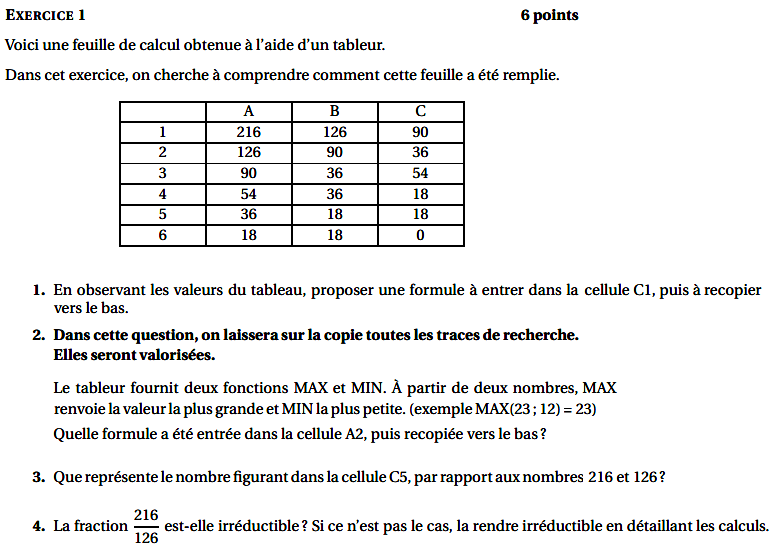 EXERCICE 1 6 points
Voici une feuille de calcul obtenue à l'aide d'un tableur.
Dans cet exercice, on cherche à comprendre comment cette feuille a été remplie.
A B C
1 216 126 90
2 126 90 36
3 90 36 54
4 54 36 18
5 36 18 18
6 18 18 0
1. En observant les valeurs du tableau, proposer une formule à entrer dans la cellule C1, puis à recopier
vers le bas.
2. Dans cette question, on laissera sur la copie toutes les traces de recherche.
Elles seront valorisées.
Le tableur fournit deux fonctions MAX et MIN. À partir de deux nombres, MAX
renvoie la valeur la plus grande et MIN la plus petite. (exemple MAX(23 ; 12) = 23)
Quelle formule a été entrée dans la cellule A2, puis recopiée vers le bas ?
3. Que représente le nombre figurant dans la cellule C5, par rapport aux nombres 216 et 126 ?
4. La fraction 216/126 est-elle irréductible ? Si ce n'est pas le cas, la rendre irréductible en détaillant les calculs.